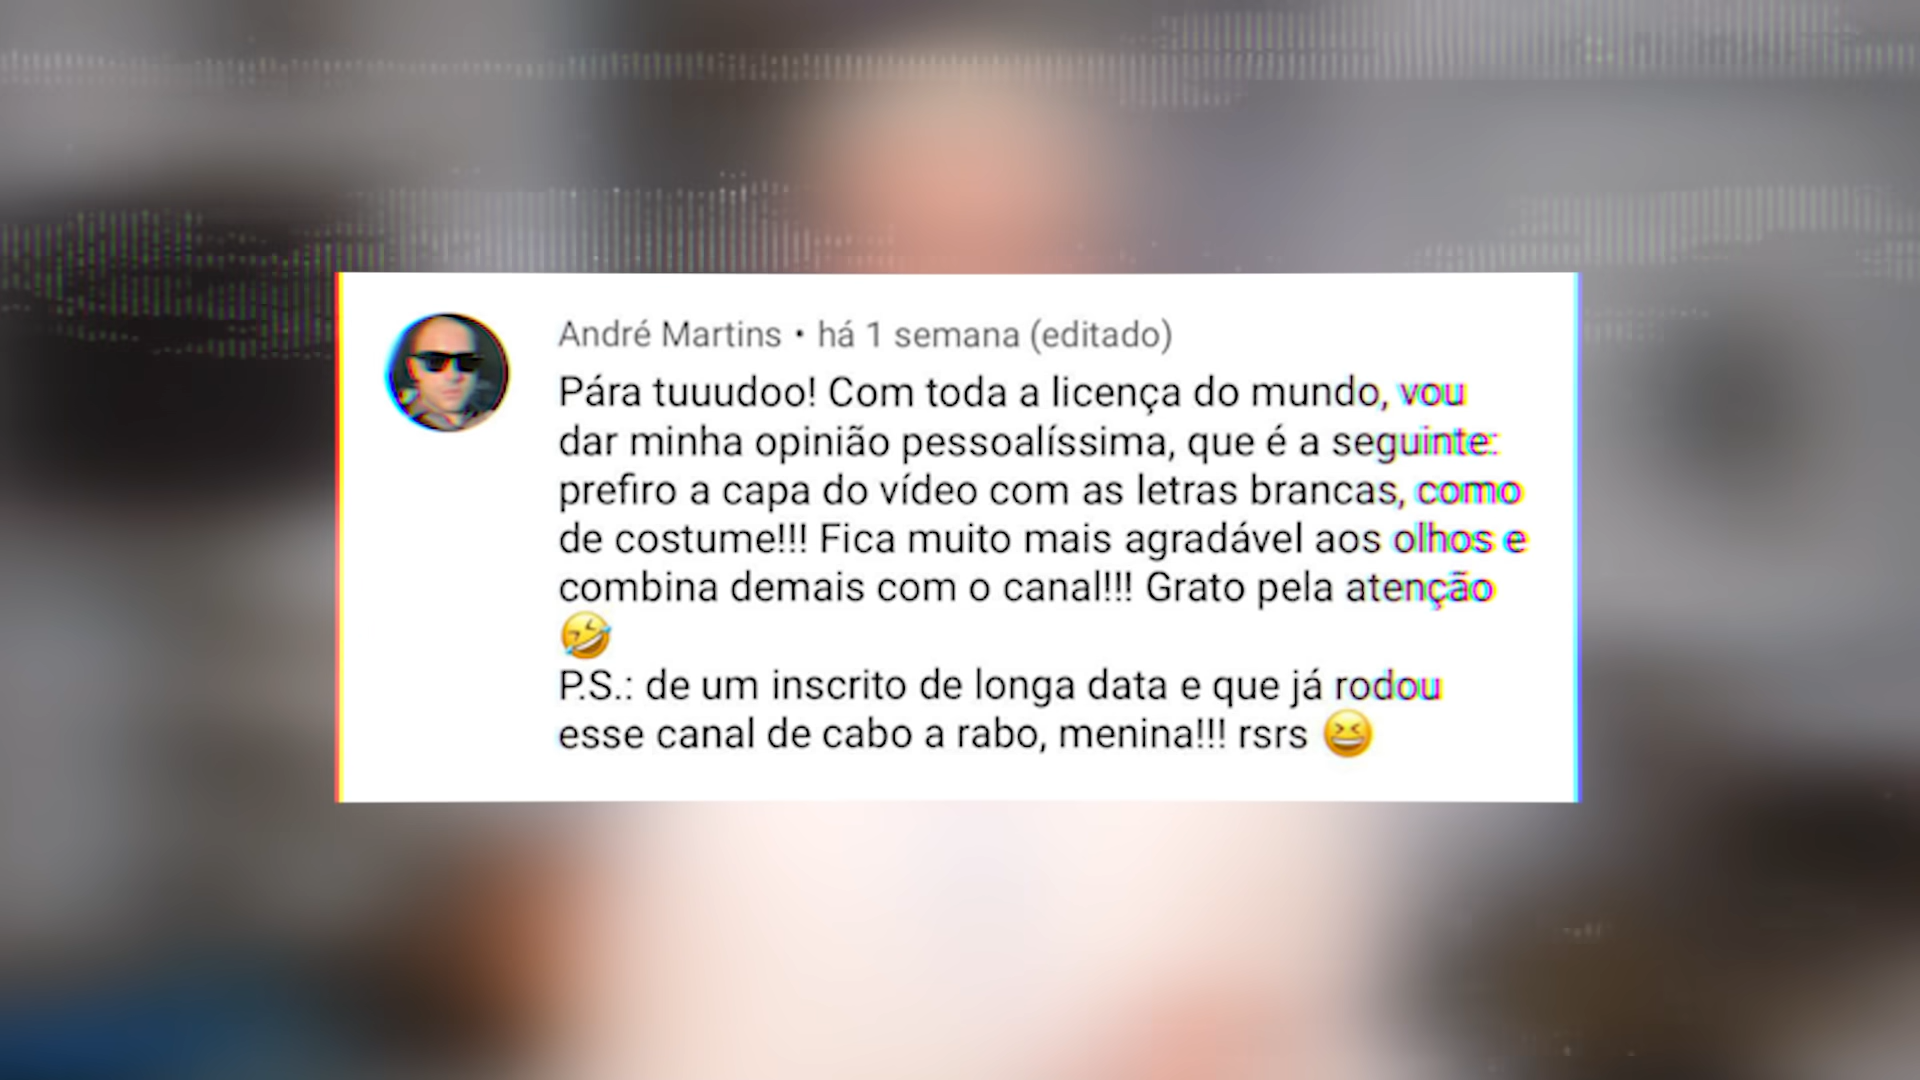 André Martins • há 1 semana (editado)
Pára tuuudoo! Com toda a licença do mundo, vou
dar minha opinião pessoalíssima, que é a seguinte:
prefiro a capa do vídeo com as letras brancas, como
de costume!!! Fica muito mais agradável aos olhos e
combina demais com o canal!!! Grato pela atenção
🤣
P.S.: de um inscrito de longa data e que já rodou
esse canal de cabo a rabo, menina!!! rsrs 😆